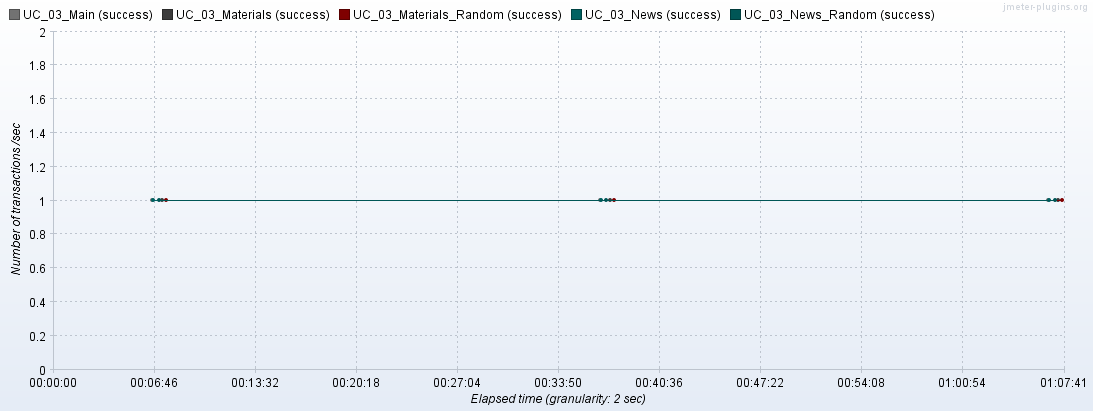 UC_03_Main (success) UC_03_Materials (success) UC_03_Materials_Random (success) UC_03_News (success) UC_03_News_Random (success)
jmeter-plugins.org
Number of transactions /sec
2
1.8
1.6
1.4
1.2
1
0.8
0.6
0.4
0.2
0
00:00:00 00:06:46 00:13:32 00:20:18 00:27:04 00:33:50 00:40:36 00:47:22 00:54:08 01:00:54 01:07:41
Elapsed time (granularity: 2 sec)